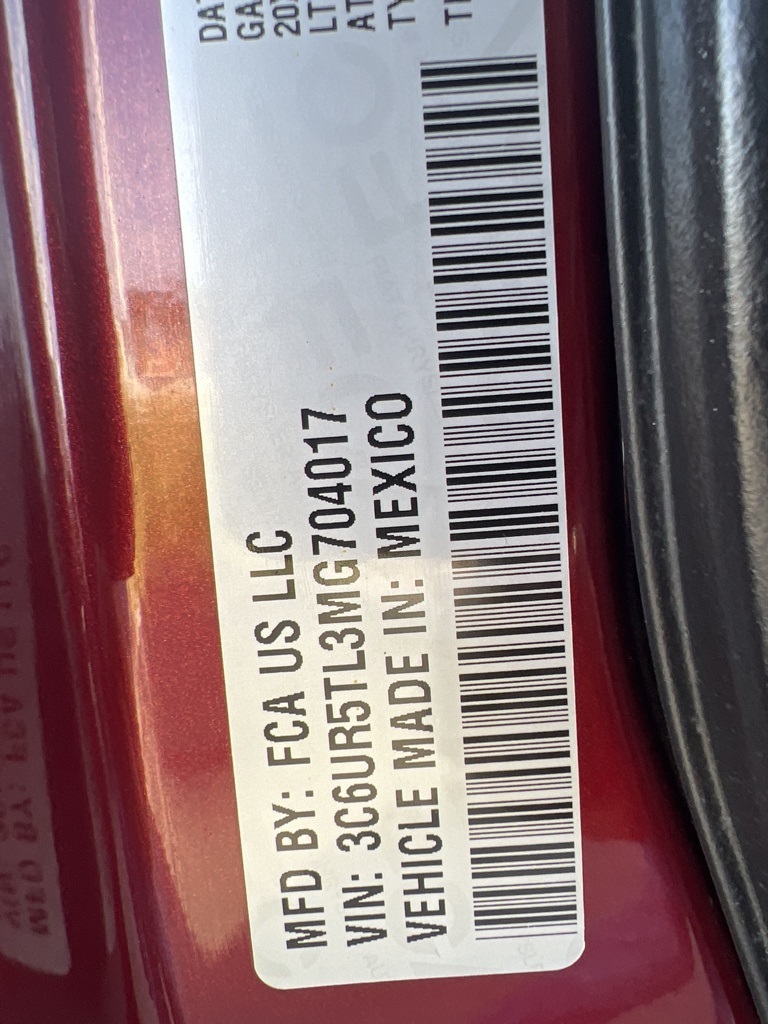 MFD BY: FCA US LLC
VIN: 3C6UR5TL3MG704017
VEHICLE MADE IN: MEXICO